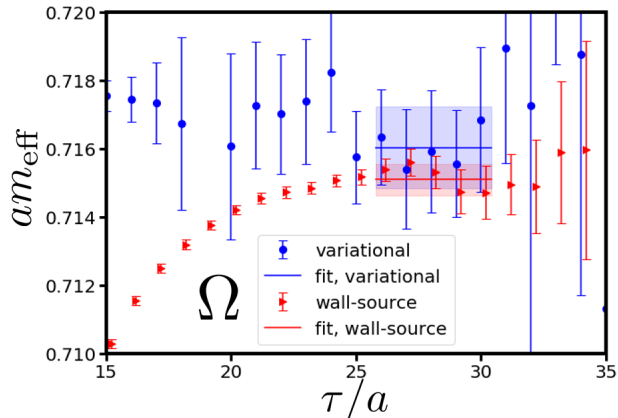 0.720
0.718
0.716
0.714
0.712
0.710
am_eff
15
20
25
30
35
τ/a
Ω
variational
fit, variational
wall-source
fit, wall-source